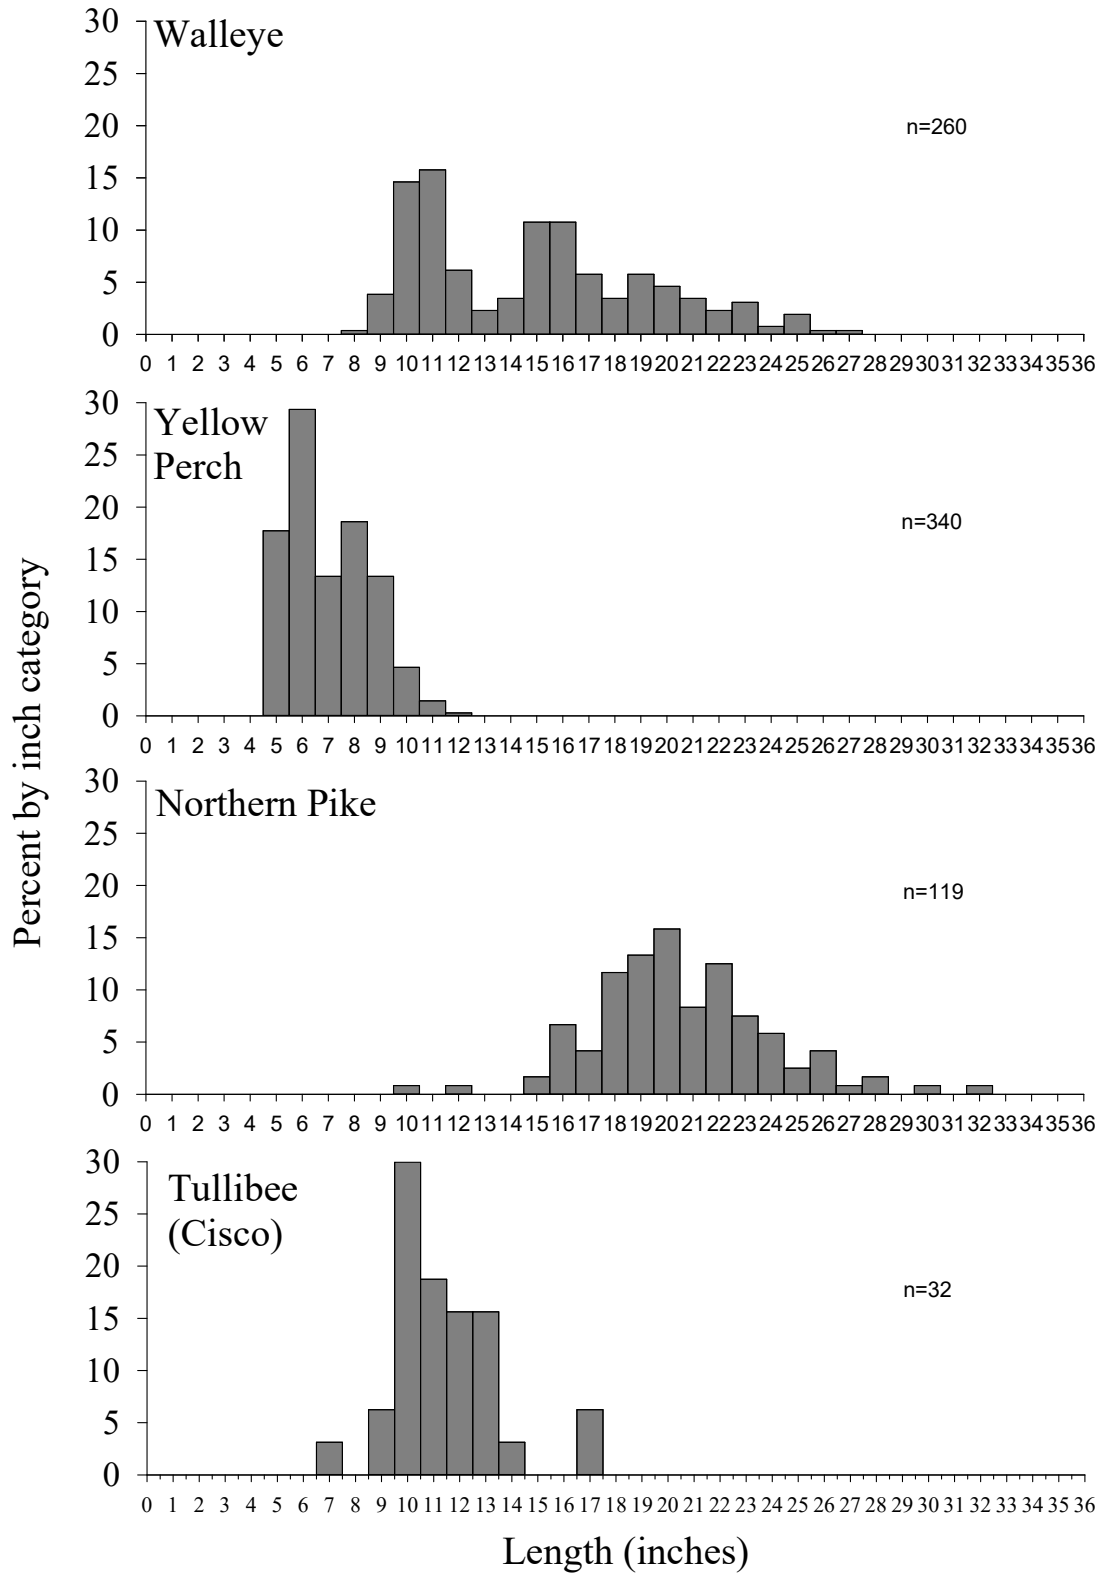 Percent by inch category
30
Walleye
25
20
n=260
15
10
5
0
0 1 2 3 4 5 6 7 8 9 10 11 12 13 14 15 16 17 18 19 20 21 22 23 24 25 26 27 28 29 30 31 32 33 34 35 36
30
Yellow
Perch
25
20
n=340
15
10
5
0
0 1 2 3 4 5 6 7 8 9 10 11 12 13 14 15 16 17 18 19 20 21 22 23 24 25 26 27 28 29 30 31 32 33 34 35 36
30
Northern Pike
25
20
n=119
15
10
5
0
0 1 2 3 4 5 6 7 8 9 10 11 12 13 14 15 16 17 18 19 20 21 22 23 24 25 26 27 28 29 30 31 32 33 34 35 36
30
Tullibee
(Cisco)
25
20
n=32
15
10
5
0
0 1 2 3 4 5 6 7 8 9 10 11 12 13 14 15 16 17 18 19 20 21 22 23 24 25 26 27 28 29 30 31 32 33 34 35 36
Length (inches)